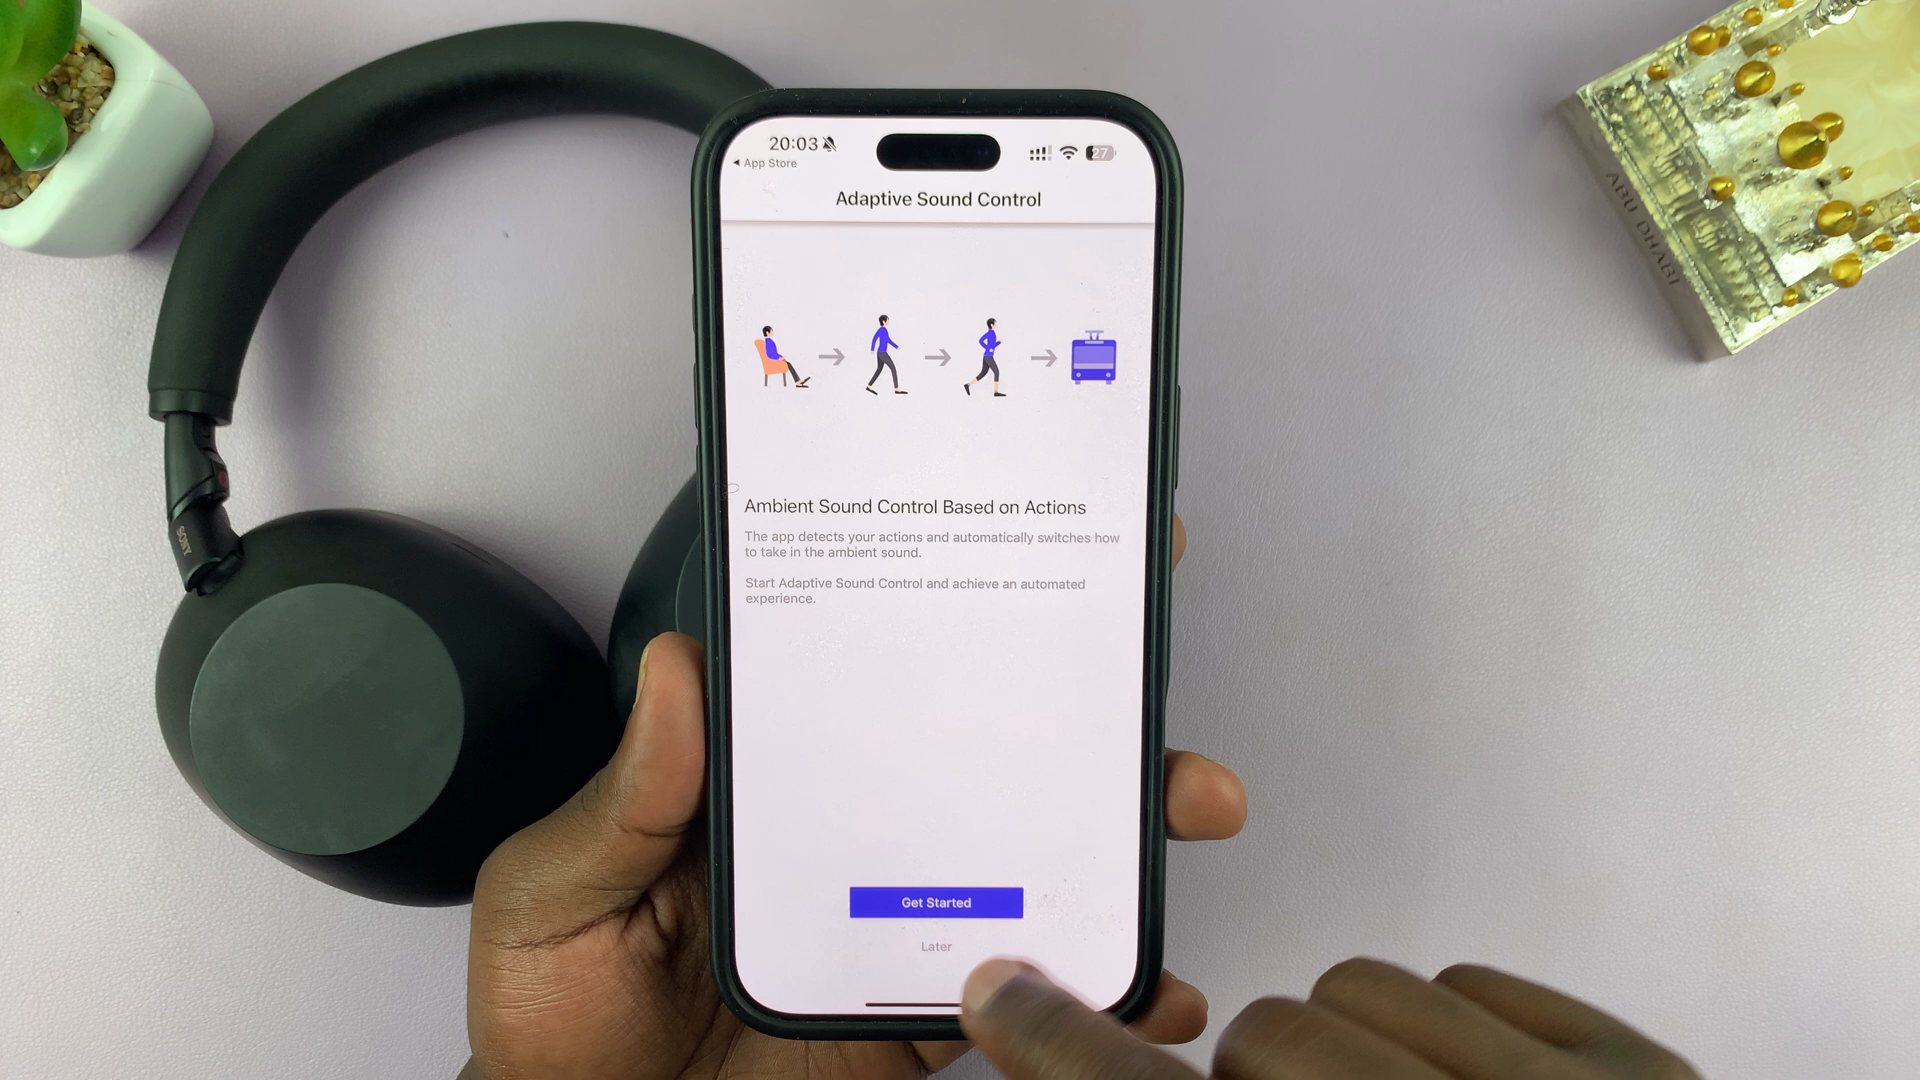 20:03
App Store
27
Adaptive Sound Control
Ambient Sound Control Based on Actions
The app detects your actions and automatically switches how
to take in the ambient sound.
Start Adaptive Sound Control and achieve an automated
experience.
Get Started
Later
SONY
ABU DHABI